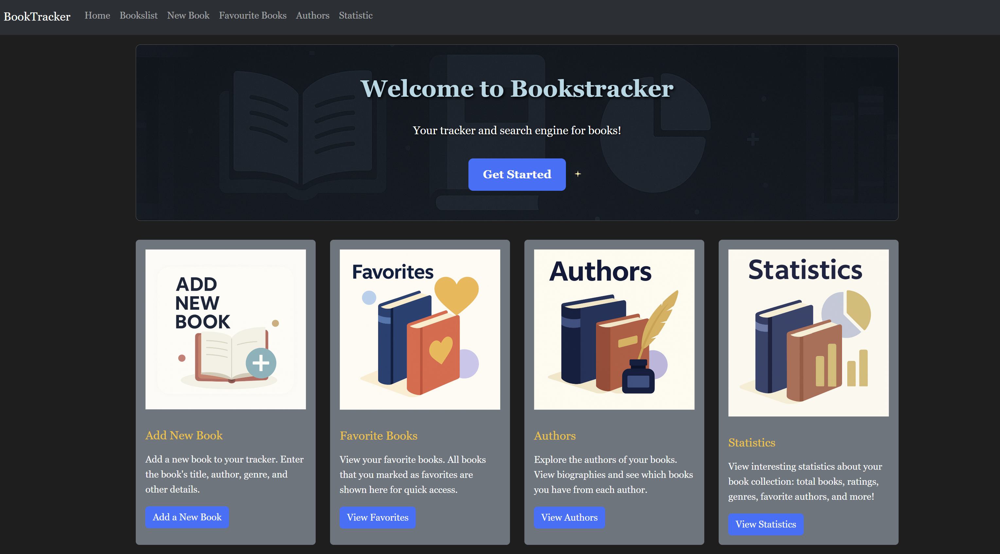 BookTracker Home Bookslist New Book Favourite Books Authors Statistic
Welcome to Bookstracker
Your tracker and search engine for books!
Get Started
ADD
NEW
BOOK
Add New Book
Add a new book to your tracker. Enter
the book's title, author, genre, and
other details.
Add a New Book
Favorites
Favorite Books
View your favorite books. All books
that you marked as favorites are
shown here for quick access.
View Favorites
Authors
Authors
Explore the authors of your books.
View biographies and see which books
you have from each author.
View Authors
Statistics
Statistics
View interesting statistics about your
book collection: total books, ratings,
genres, favorite authors, and more!
View Statistics